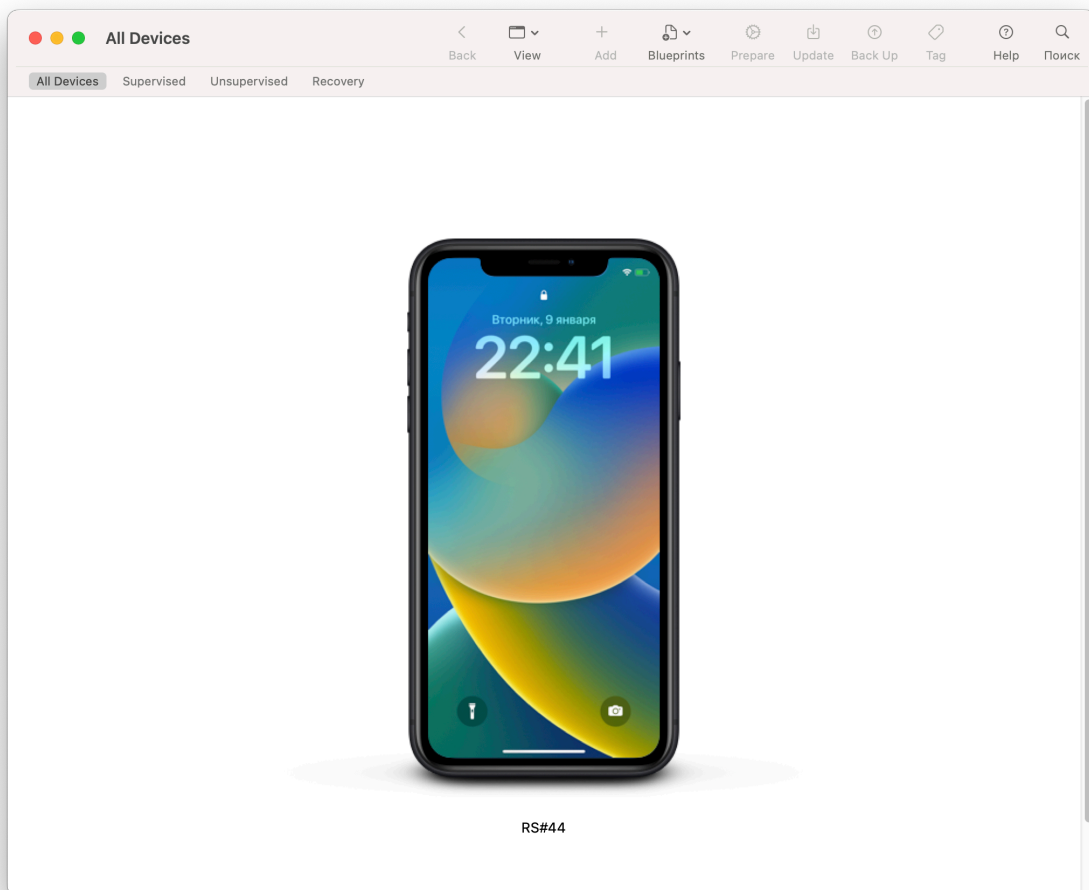 All Devices
Back View Add Blueprints Prepare Update Back Up Tag Help Поиск
All Devices Supervised Unsupervised Recovery
Вторник, 9 января
22:41
RS#44